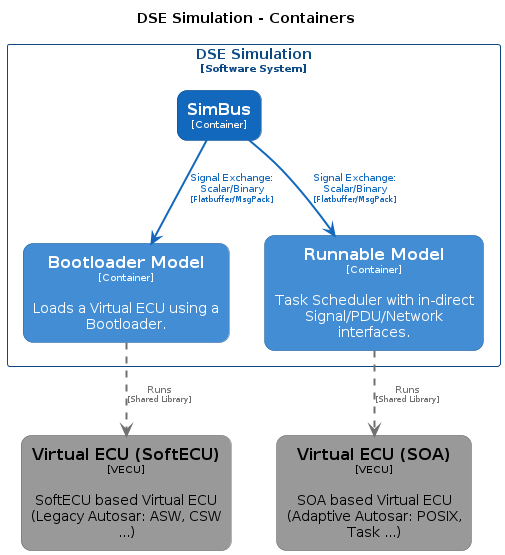 DSE Simulation - Containers
DSE Simulation
[Software System]
SimBus
[Container]
Signal Exchange:
Scalar/Binary
[Flatbuffer/MsgPack]
Signal Exchange:
Scalar/Binary
[Flatbuffer/MsgPack]
Bootloader Model
[Container]
Loads a Virtual ECU using a
Bootloader.
Runnable Model
[Container]
Task Scheduler with in-direct
Signal/PDU/Network
interfaces.
Runs
[Shared Library]
Runs
[Shared Library]
Virtual ECU (SoftECU)
[VECU]
SoftECU based Virtual ECU
(Legacy Autosar: ASW, CSW
...)
Virtual ECU (SOA)
[VECU]
SOA based Virtual ECU
(Adaptive Autosar: POSIX,
Task ...)